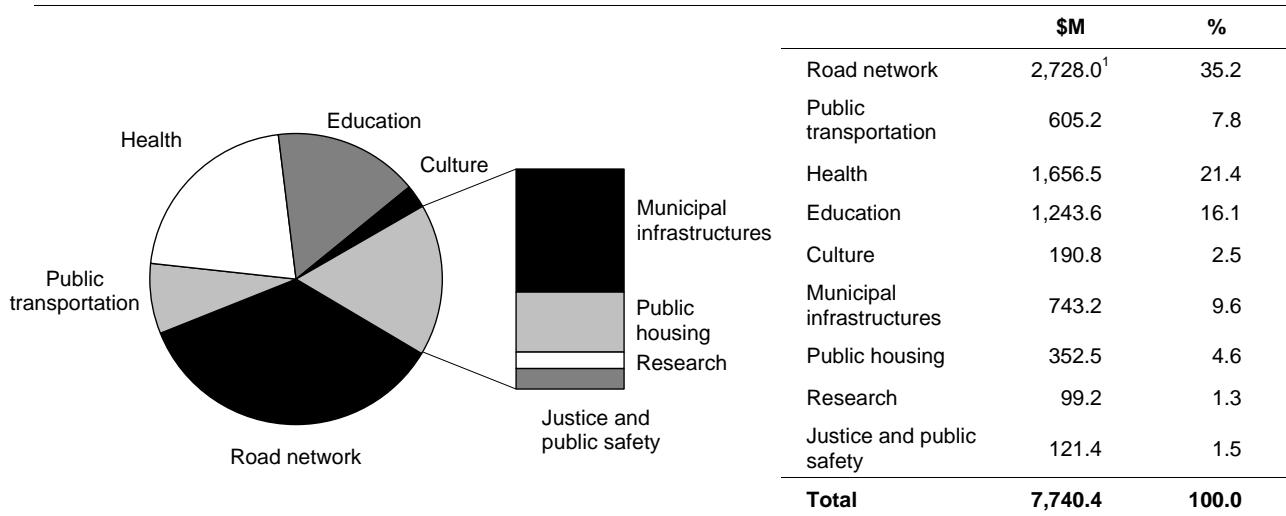 Health
Education
Culture
Public
transportation
Road network
Municipal
infrastructures
Public
housing
Research
Justice and
public safety
$M %
Road network 2,728.0¹ 35.2
Public
transportation 605.2 7.8
Health 1,656.5 21.4
Education 1,243.6 16.1
Culture 190.8 2.5
Municipal
infrastructures 743.2 9.6
Public housing 352.5 4.6
Research 99.2 1.3
Justice and public
safety 121.4 1.5
Total 7,740.4 100.0